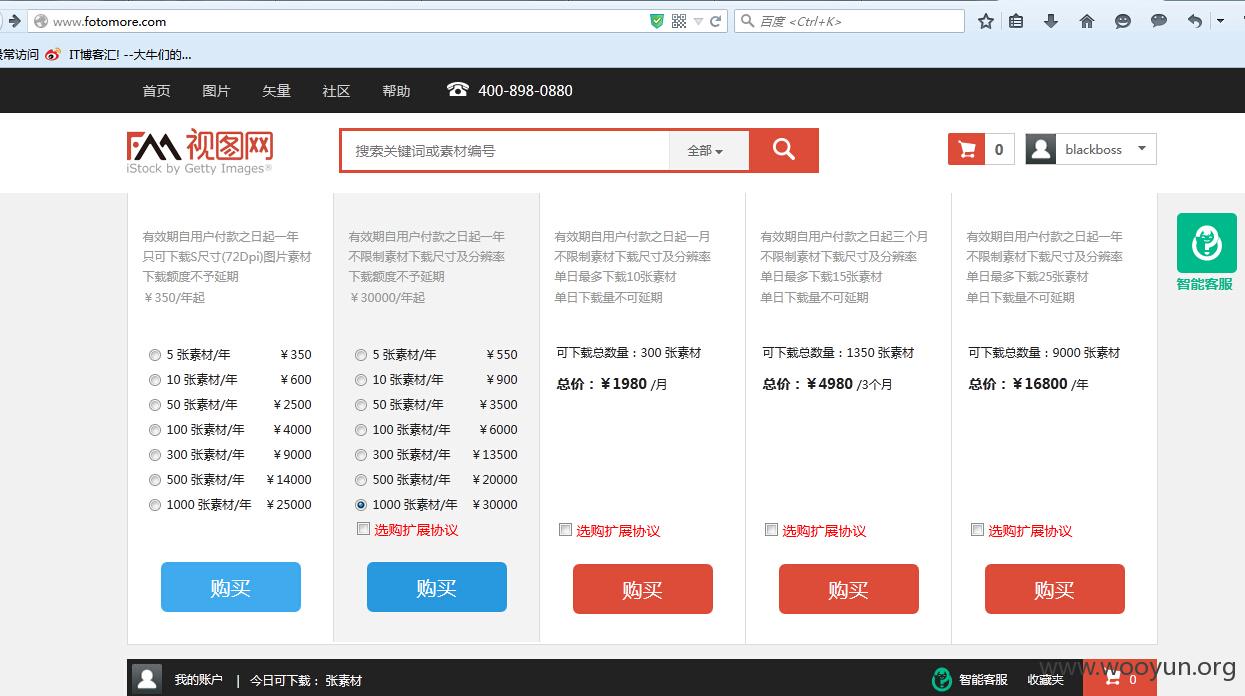 www.fotomore.com
百度 <Ctrl+K>
常访问 IT博客汇! --大牛们的...
首页 图片 矢量 社区 帮助 400-898-0880
视图网
iStock by Getty Images®
搜索关键词或素材编号 全部
0 blackboss
有效期自用户付款之日起一年
只可下载S尺寸(72Dpi)图片素材
下载额度不予延期
¥350/年起
5 张素材/年 ¥350
10 张素材/年 ¥600
50 张素材/年 ¥2500
100 张素材/年 ¥4000
300 张素材/年 ¥9000
500 张素材/年 ¥14000
1000 张素材/年 ¥25000
购买
有效期自用户付款之日起一年
不限制素材下载尺寸及分辨率
下载额度不予延期
¥30000/年起
5 张素材/年 ¥550
10 张素材/年 ¥900
50 张素材/年 ¥3500
100 张素材/年 ¥6000
300 张素材/年 ¥13500
500 张素材/年 ¥20000
1000 张素材/年 ¥30000
选购扩展协议
购买
有效期自用户付款之日起一月
不限制素材下载尺寸及分辨率
单日最多下载10张素材
单日下载量不可延期
可下载总数量：300 张素材
总价：¥1980 /月
选购扩展协议
购买
有效期自用户付款之日起三个月
不限制素材下载尺寸及分辨率
单日最多下载15张素材
单日下载量不可延期
可下载总数量：1350 张素材
总价：¥4980 /3个月
选购扩展协议
购买
有效期自用户付款之日起一年
不限制素材下载尺寸及分辨率
单日最多下载25张素材
单日下载量不可延期
可下载总数量：9000 张素材
总价：¥16800 /年
选购扩展协议
购买
智能客服
我的账户 | 今日可下载： 张素材 智能客服 收藏夹 0
www.wooyun.org